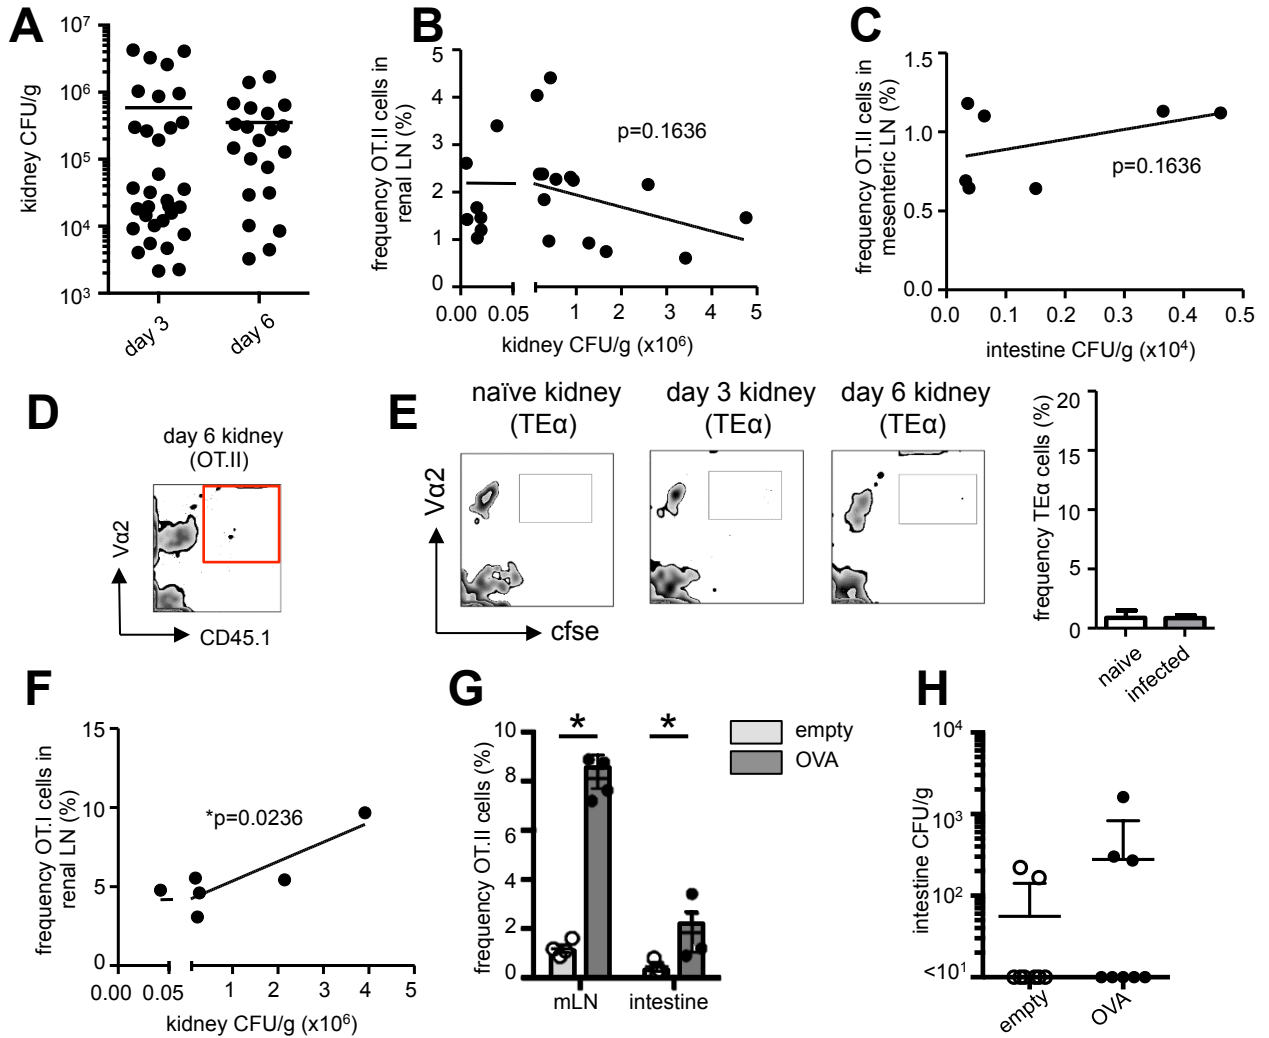 A
kidney CFU/g
10⁷
10⁶
10⁵
10⁴
10³
day 3
day 6
B
frequency OT.II cells in
renal LN (%)
5
4
3
2
1
0
p=0.1636
0.00 0.05 1 2 3 4 5
kidney CFU/g (x10⁶)
C
frequency OT.II cells in
mesenteric LN (%)
1.5
1.0
0.5
0.0
p=0.1636
0.0 0.1 0.2 0.3 0.4 0.5
intestine CFU/g (x10⁴)
D
day 6 kidney
(OT.II)
Vα2
CD45.1
E
naïve kidney
(TEα)
day 3 kidney
(TEα)
day 6 kidney
(TEα)
Vα2
cfse
frequency TEα cells (%)
20
15
10
5
0
naive
infected
F
frequency OT.I cells in
renal LN (%)
15
10
5
0
*p=0.0236
0.00 0.05 1 2 3 4 5
kidney CFU/g (x10⁶)
G
frequency OT.II cells (%)
10
8
6
4
2
0
*
*
mLN
intestine
empty
OVA
H
intestine CFU/g
10⁴
10³
10²
<10¹
empty
OVA